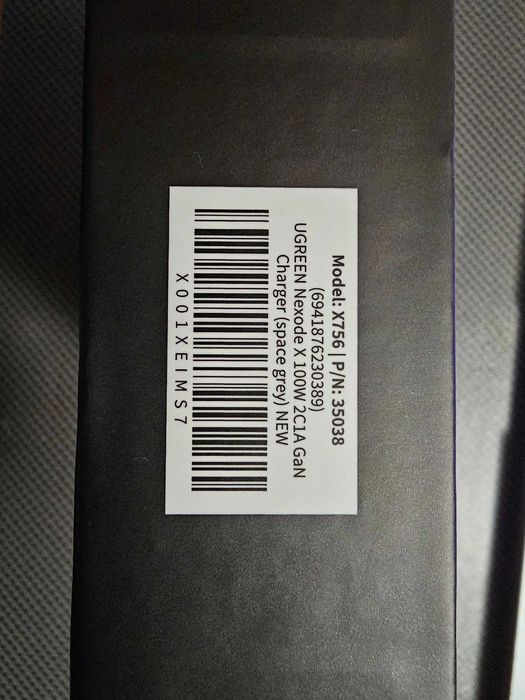 Model: X756 | P/N: 35038
(6941876230389)
UGREEN Nexode X 100W 2C1A GaN
Charger (space grey) NEW
X001XEIMS7